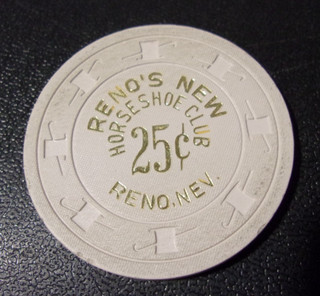 RENO'S NEW
HORSESHOE CLUB
25¢
RENO, NEV.